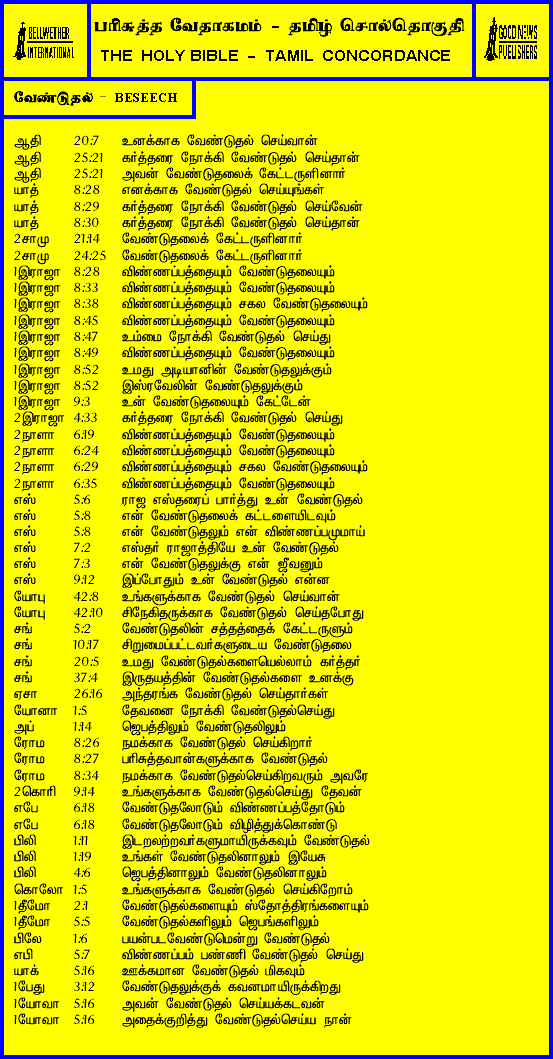 BELLWETHER INTERNATIONAL
பரிசுத்த வேதாகமம் - தமிழ் சொல்தொகுதி
THE HOLY BIBLE - TAMIL CONCORDANCE
GOOD NEWS PUBLISHERS
வேண்டுதல் - BESEECH
ஆதி 20:7 உனக்காக வேண்டுதல் செய்வான்
ஆதி 25:21 கர்த்தரை நோக்கி வேண்டுதல் செய்தான்
ஆதி 25:21 அவன் வேண்டுதலைக் கேட்டருளினார்
யாத் 8:28 எனக்காக வேண்டுதல் செய்யுங்கள்
யாத் 8:29 கர்த்தரை நோக்கி வேண்டுதல் செய்வேன்
யாத் 8:30 கர்த்தரை நோக்கி வேண்டுதல் செய்தான்
2சாமு 21:14 வேண்டுதலைக் கேட்டருளினார்
2சாமு 24:25 வேண்டுதலைக் கேட்டருளினார்
1இராஜா 8:28 விண்ணப்பத்தையும் வேண்டுதலையும்
1இராஜா 8:33 விண்ணப்பத்தையும் வேண்டுதலையும்
1இராஜா 8:38 விண்ணப்பத்தையும் சகல வேண்டுதலையும்
1இராஜா 8:45 விண்ணப்பத்தையும் வேண்டுதலையும்
1இராஜா 8:47 உம்மை நோக்கி வேண்டுதல் செய்து
1இராஜா 8:49 விண்ணப்பத்தையும் வேண்டுதலையும்
1இராஜா 8:52 உமது அடியானின் வேண்டுதலுக்கும்
1இராஜா 8:52 இஸ்ரவேலின் வேண்டுதலுக்கும்
1இராஜா 9:3 உன் வேண்டுதலையும் கேட்டேன்
2இராஜா 4:33 கர்த்தரை நோக்கி வேண்டுதல் செய்து
2நாளா 6:19 விண்ணப்பத்தையும் வேண்டுதலையும்
2நாளா 6:24 விண்ணப்பத்தையும் வேண்டுதலையும்
2நாளா 6:29 விண்ணப்பத்தையும் சகல வேண்டுதலையும்
2நாளா 6:35 விண்ணப்பத்தையும் வேண்டுதலையும்
எஸ் 5:6 ராஜ எஸ்தரைப் பார்த்து உன் வேண்டுதல்
எஸ் 5:8 என் வேண்டுதலைக் கட்டளையிடவும்
எஸ் 5:8 என் வேண்டுதலும் என் விண்ணப்பமுமாய்
எஸ் 7:2 எஸ்தர் ராஜாத்தியே உன் வேண்டுதல்
எஸ் 7:3 என் வேண்டுதலுக்கு என் ஜீவனும்
எஸ் 9:12 இப்போதும் உன் வேண்டுதல் என்ன
யோபு 42:8 உங்களுக்காக வேண்டுதல் செய்வான்
யோபு 42:10 சிநேகிதருக்காக வேண்டுதல் செய்தபோது
சங் 5:2 வேண்டுதலின் சத்தத்தைக் கேட்டருளும்
சங் 10:17 சிறுமைப்பட்டவர்களுடைய வேண்டுதலை
சங் 20:5 உமது வேண்டுதல்களையெல்லாம் கர்த்தர்
சங் 37:4 இருதயத்தின் வேண்டுதல்களை உனக்கு
ஏசா 26:16 அந்தரங்க வேண்டுதல் செய்தார்கள்
யோனா 1:5 தேவனை நோக்கி வேண்டுதல்செய்து
அப் 1:14 ஜெபத்திலும் வேண்டுதலிலும்
ரோம 8:26 நமக்காக வேண்டுதல் செய்கிறார்
ரோம 8:27 பரிசுத்தவான்களுக்காக வேண்டுதல்
ரோம 8:34 நமக்காக வேண்டுதல்செய்கிறவரும் அவரே
2கொரி 9:14 உங்களுக்காக வேண்டுதல்செய்து தேவன்
எபே 6:18 வேண்டுதலோடும் விண்ணப்பத்தோடும்
எபே 6:18 வேண்டுதலோடும் விழித்துக்கொண்டு
பிலி 1:11 இடறலற்றவர்களுமாயிருக்கவும் வேண்டுதல்
பிலி 1:19 உங்கள் வேண்டுதலினாலும் இயேசு
பிலி 4:6 ஜெபத்தினாலும் வேண்டுதலினாலும்
கொலோ 1:5 உங்களுக்காக வேண்டுதல் செய்கிறோம்
1தீமோ 2:1 வேண்டுதல்களையும் ஸ்தோத்திரங்களையும்
1தீமோ 5:5 வேண்டுதல்களிலும் ஜெபங்களிலும்
பிலே 1:6 பயன்படவேண்டுமென்று வேண்டுதல்
எபி 5:7 விண்ணப்பம் பண்ணி வேண்டுதல் செய்து
யாக் 5:16 ஊக்கமான வேண்டுதல் மிகவும்
1பேது 3:12 வேண்டுதலுக்குக் கவனமாயிருக்கிறது
1யோவா 5:16 அவன் வேண்டுதல் செய்யக்கடவன்
1யோவா 5:16 அதைக்குறித்து வேண்டுதல்செய்ய நான்